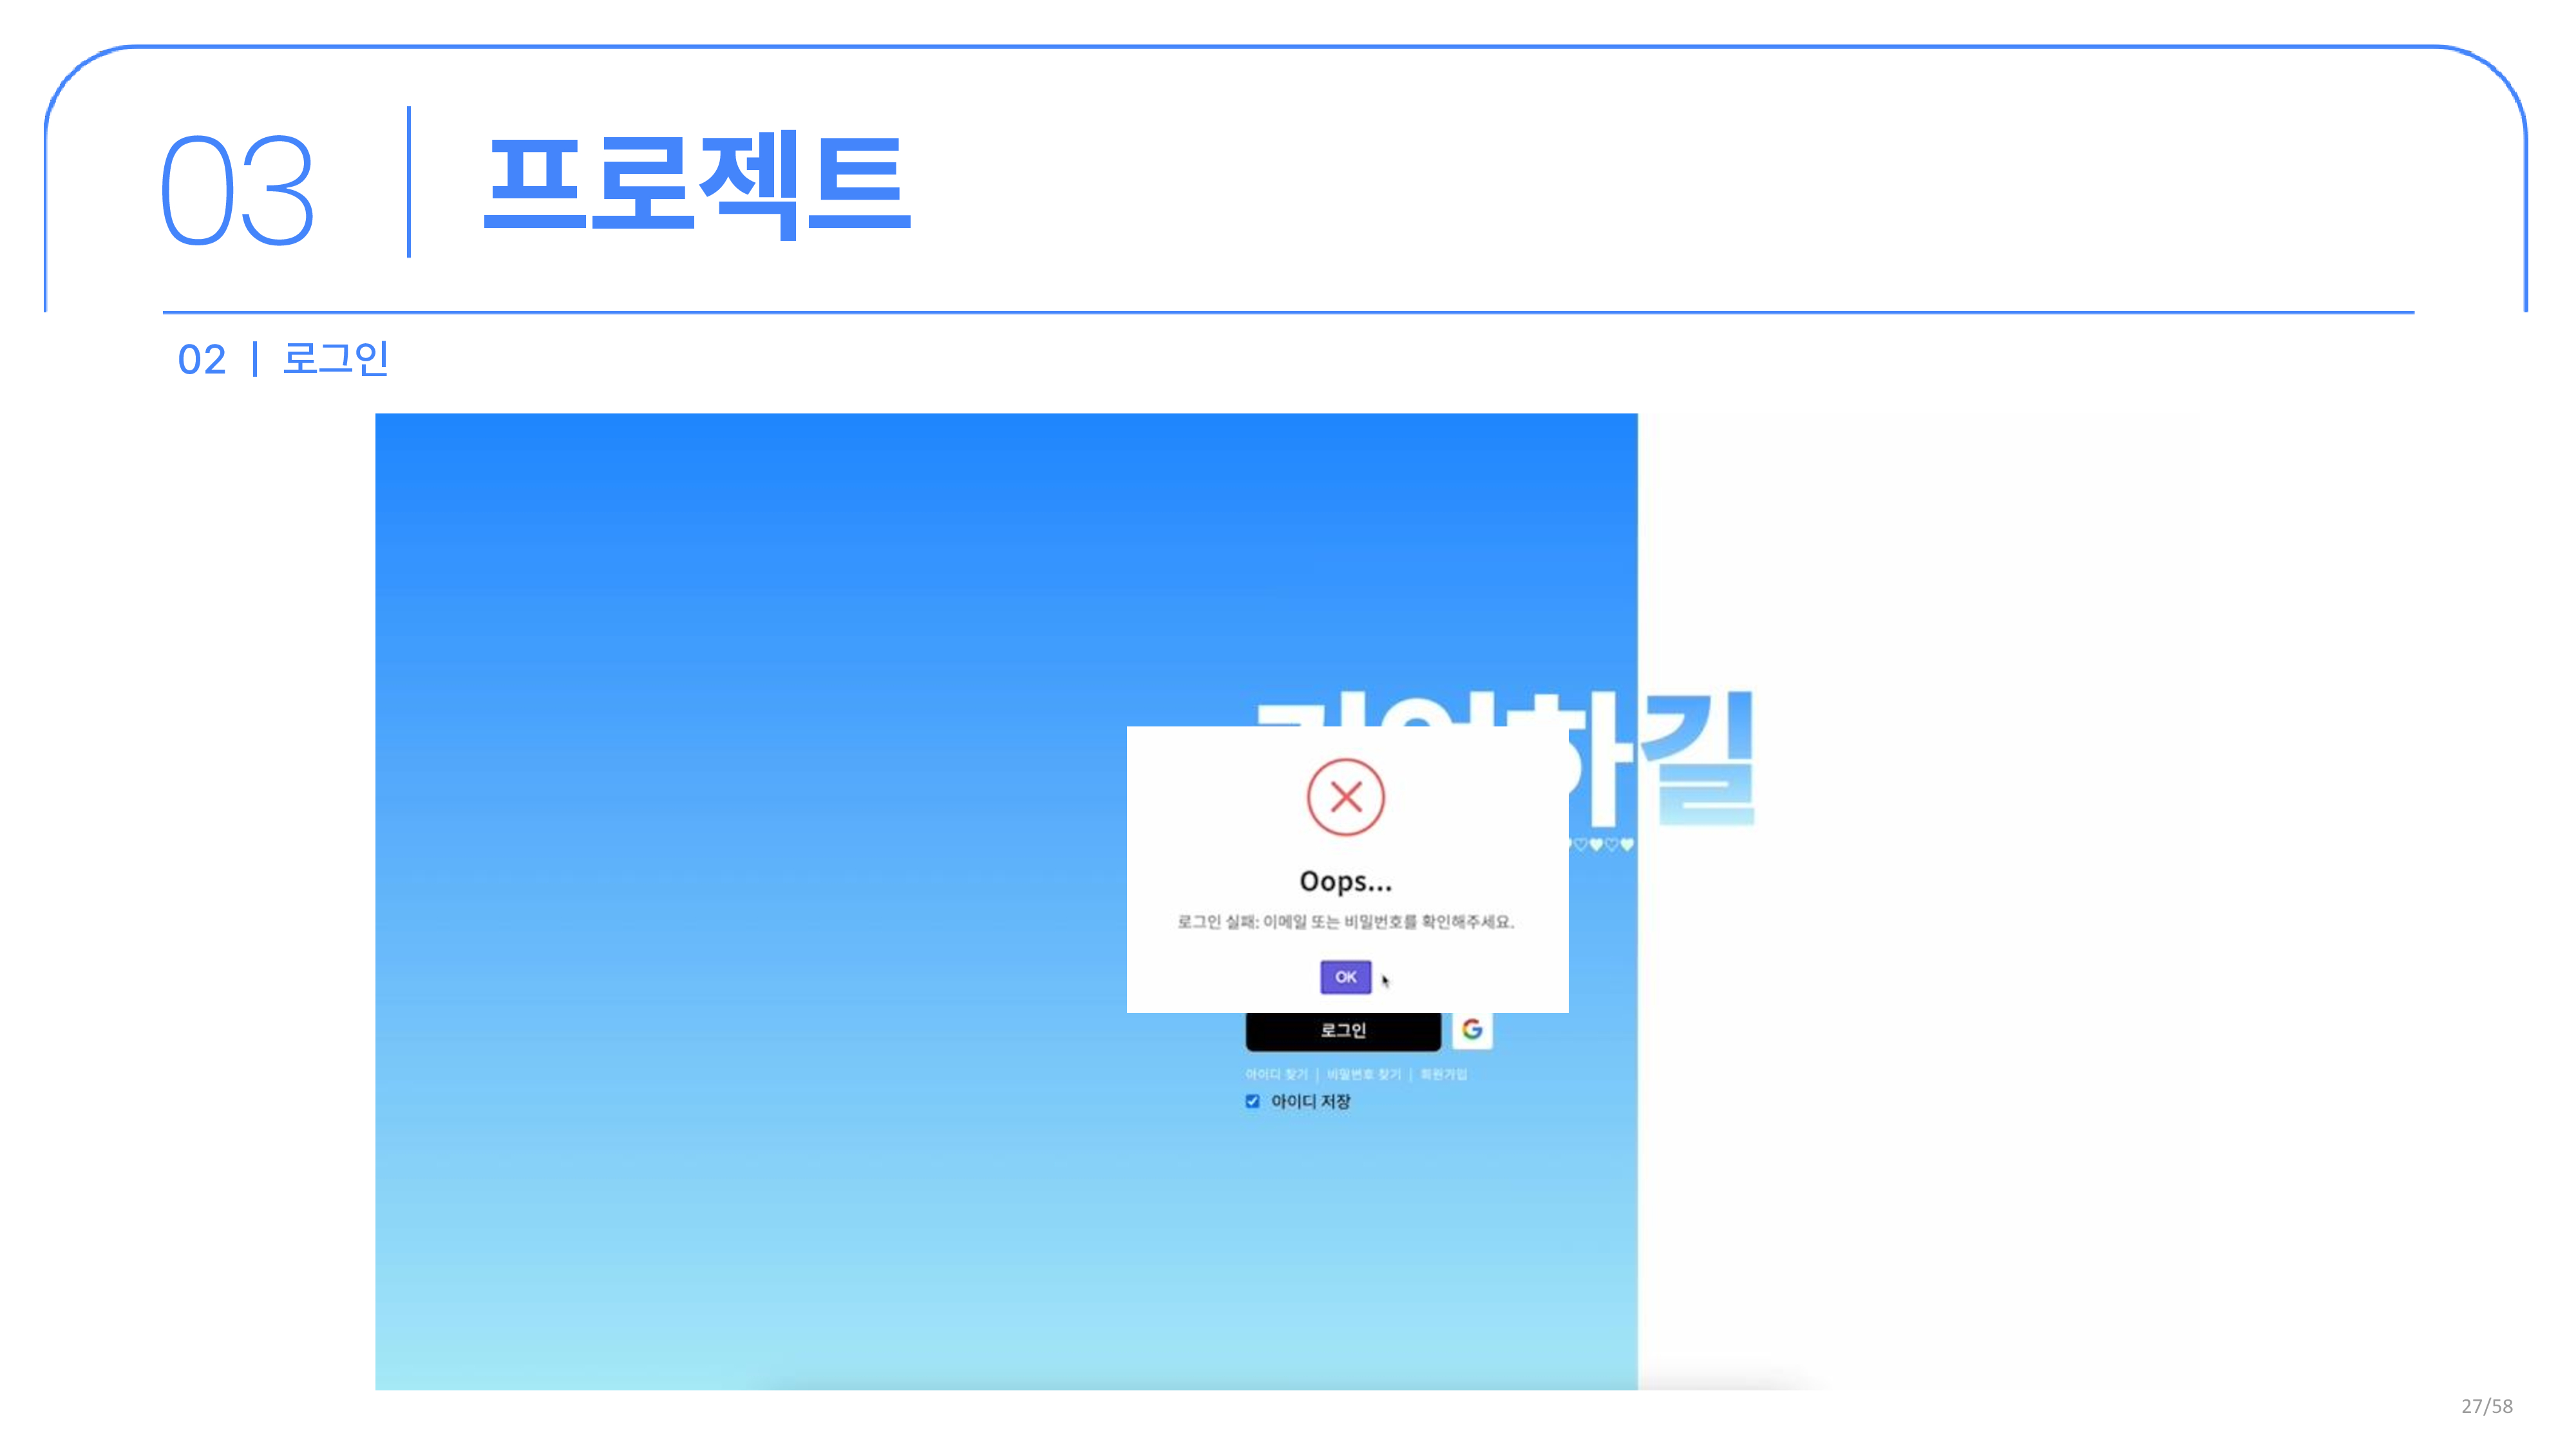 03 | 프로젝트
02 | 로그인
하길
♡♥♡♥
Oops...
로그인 실패: 이메일 또는 비밀번호를 확인해주세요.
OK
로그인
G
아이디 찾기 | 비밀번호 찾기 | 회원가입
아이디 저장
27/58